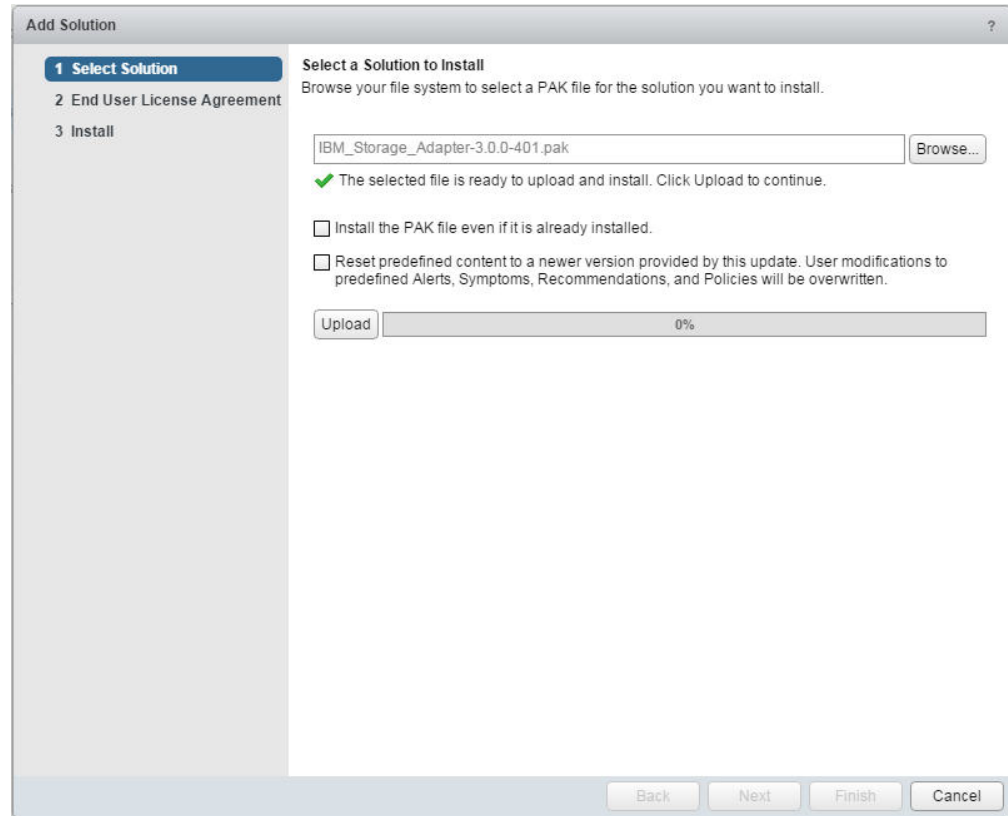 Add Solution ?
1 Select Solution
2 End User License Agreement
3 Install
Select a Solution to Install
Browse your file system to select a PAK file for the solution you want to install.
IBM_Storage_Adapter-3.0.0-401.pak Browse...
The selected file is ready to upload and install. Click Upload to continue.
Install the PAK file even if it is already installed.
Reset predefined content to a newer version provided by this update. User modifications to
predefined Alerts, Symptoms, Recommendations, and Policies will be overwritten.
Upload 0%
Back Next Finish Cancel